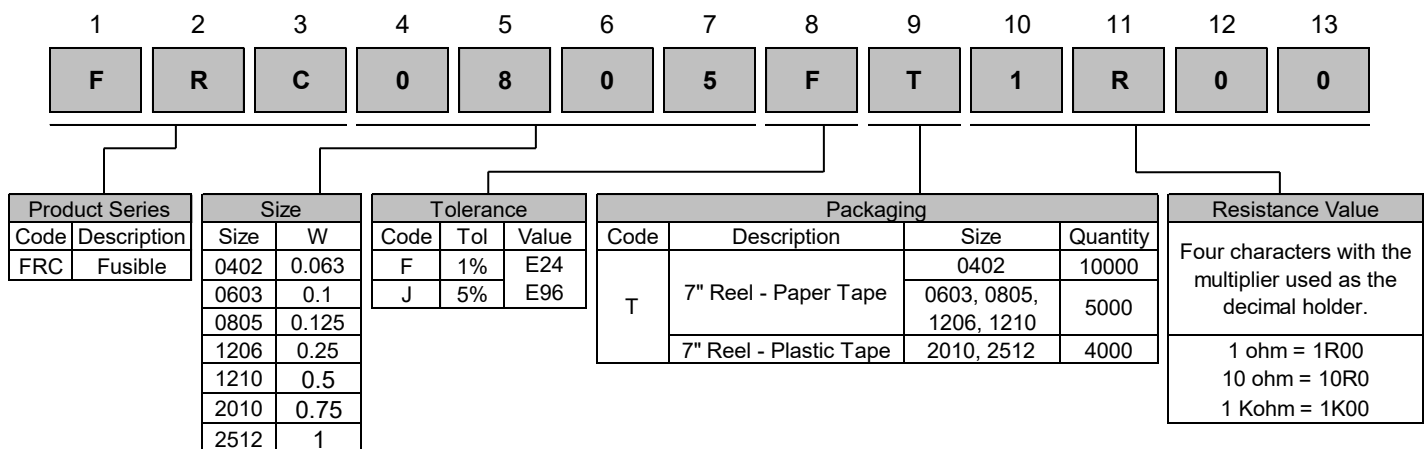 1 2 3 4 5 6 7 8 9 10 11 12 13
F R C 0 8 0 5 F T 1 R 0 0
Product Series
Code Description
FRC Fusible
Size
Size W
0402 0.063
0603 0.1
0805 0.125
1206 0.25
1210 0.5
2010 0.75
2512 1
Tolerance
Code Tol Value
F 1% E24
J 5% E96
Packaging
Code Description Size Quantity
T 7" Reel - Paper Tape 0402 10000
0603, 0805,
1206, 1210
5000
7" Reel - Plastic Tape 2010, 2512 4000
Resistance Value
Four characters with the
multiplier used as the
decimal holder.
1 ohm = 1R00
10 ohm = 10R0
1 Kohm = 1K00